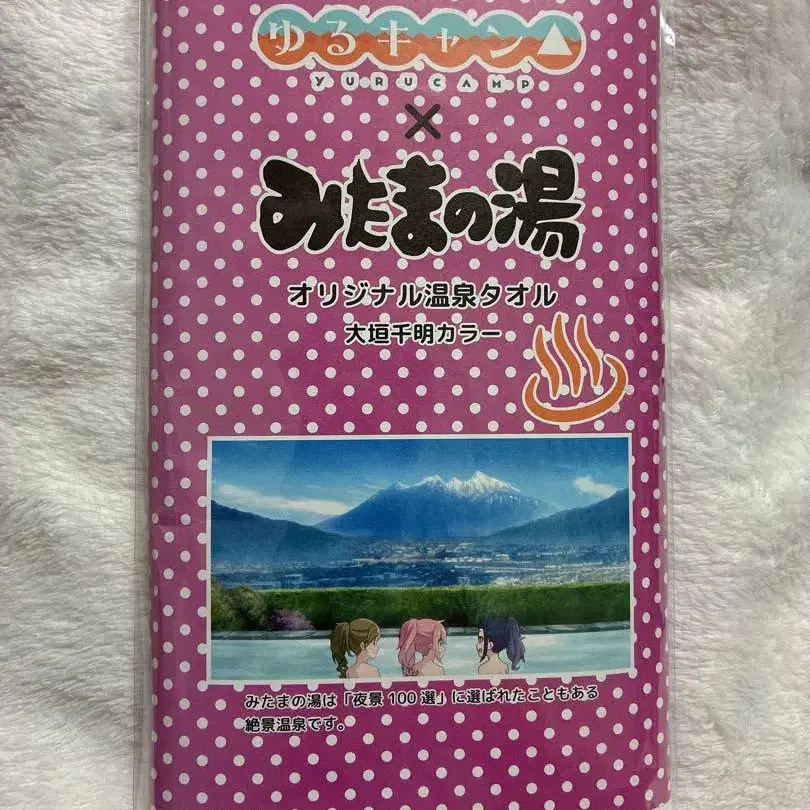 ゆるキャン△
YURUCAMP
×
みたまの湯
オリジナル温泉タオル
大垣千明カラー
みたまの湯は「夜景100選」に選ばれたこともある
絶景温泉です。